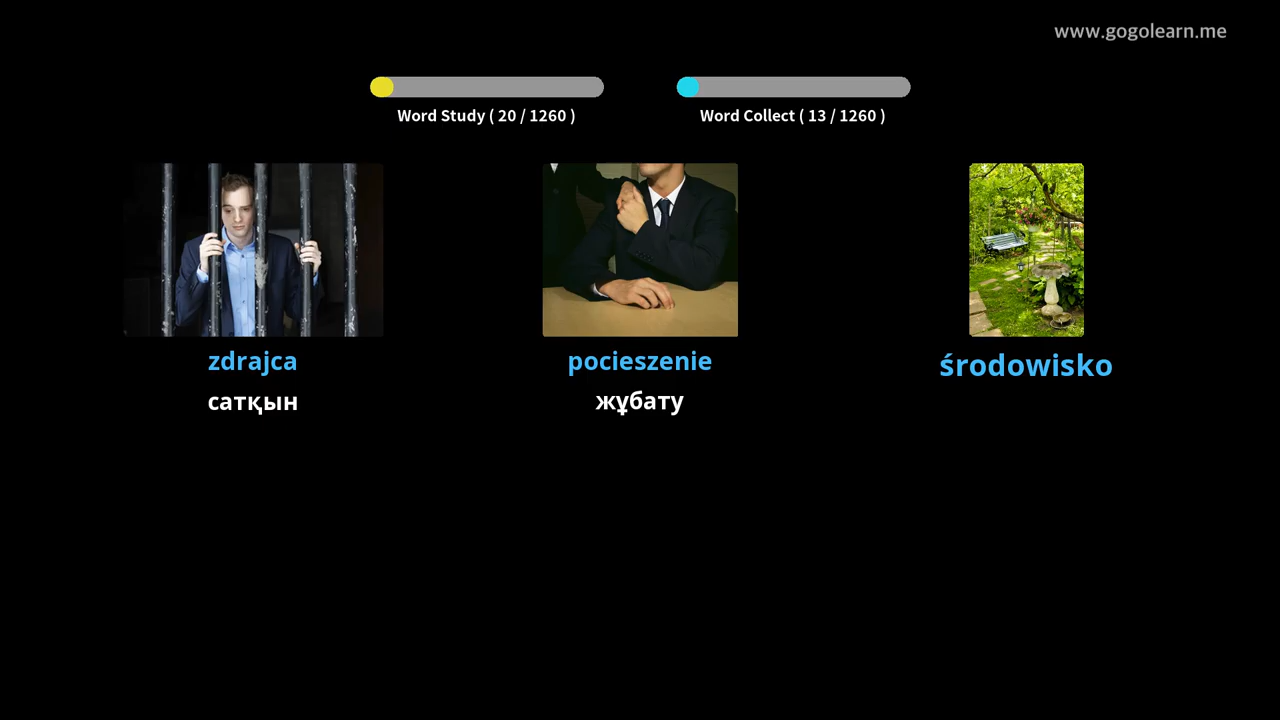 www.gogolearn.me
Word Study ( 20 / 1260 )
Word Collect ( 13 / 1260 )
zdrajca
сатқын
pocieszenie
жұбату
środowisko